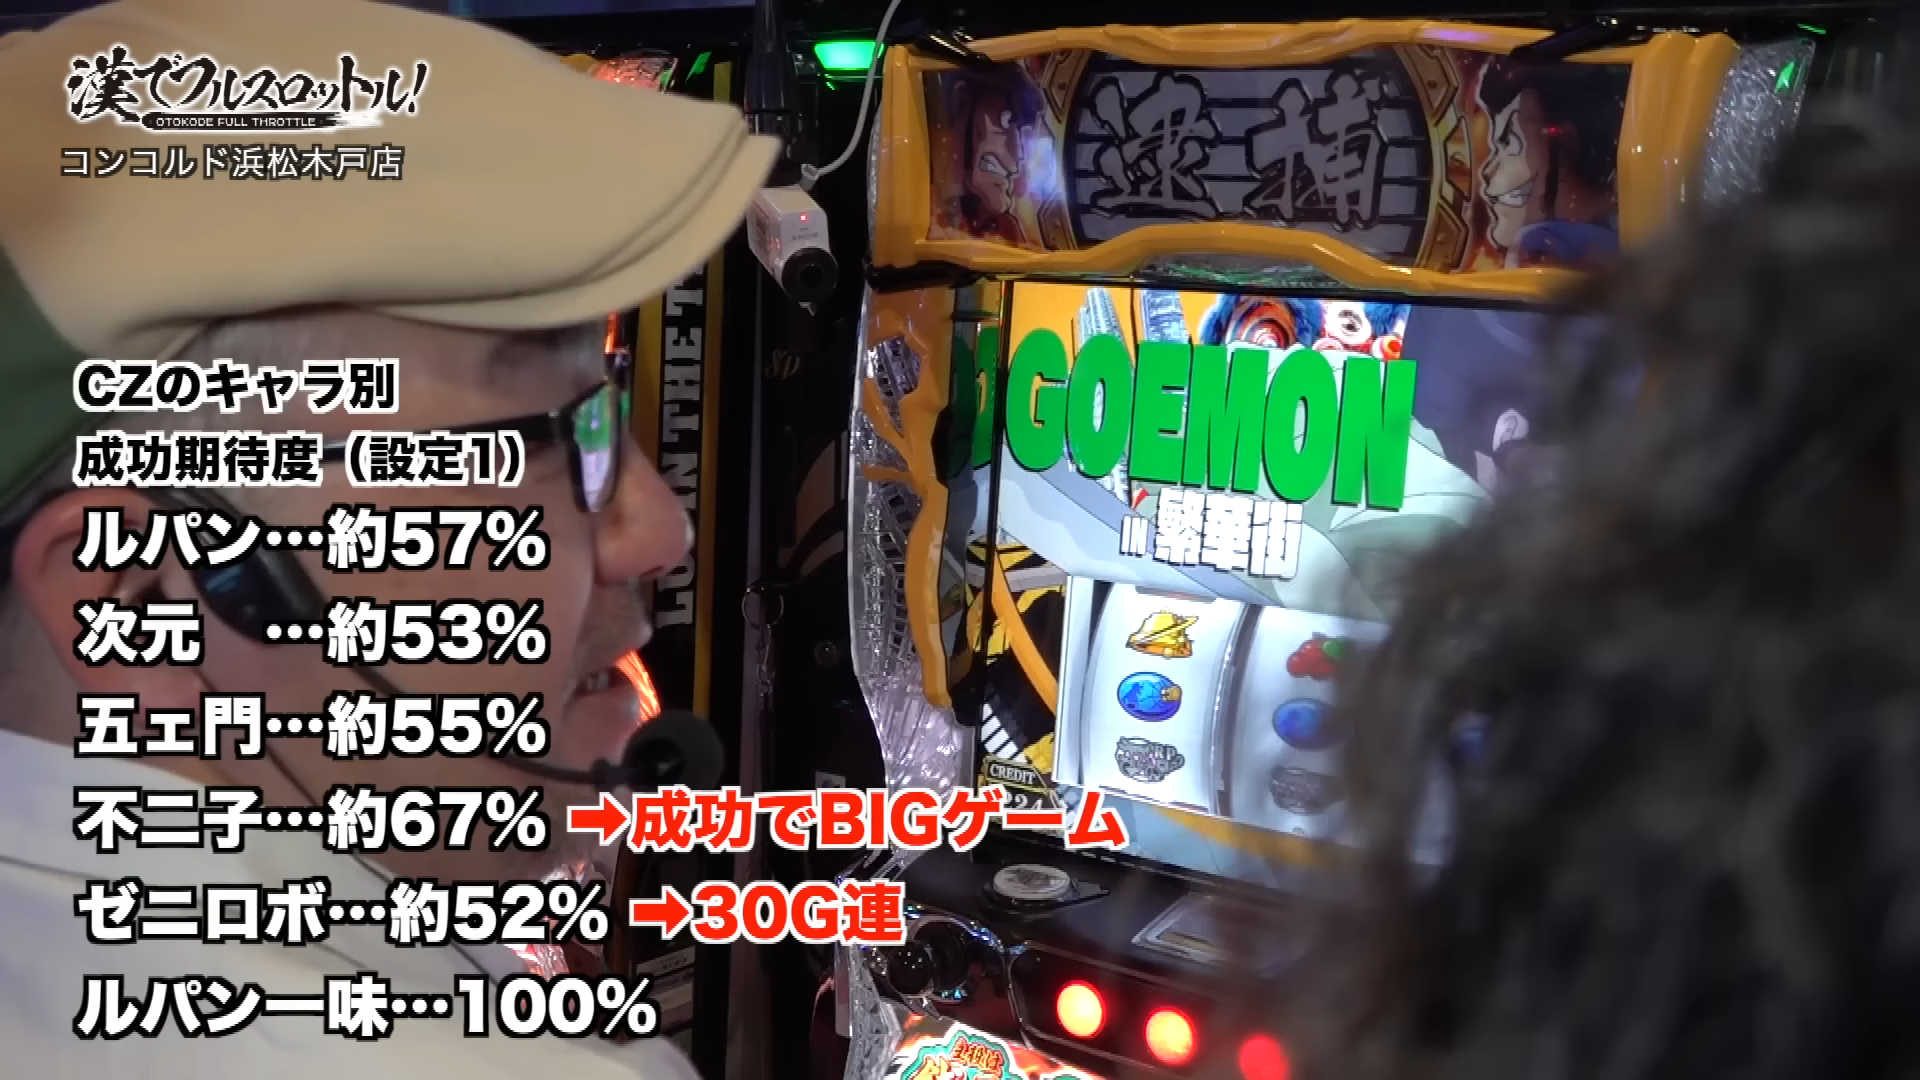 漢でフルスロットル!
OTOKODE FULL THROTTLE
コンコルド浜松木戸店
逮捕
GOEMON
IN 繁華街
CZのキャラ別
成功期待度（設定1）
ルパン…約57%
次元　…約53%
五ェ門…約55%
不二子…約67% ➡成功でBIGゲーム
ゼニロボ…約52% ➡30G連
ルパン一味…100%
CREDIT
224